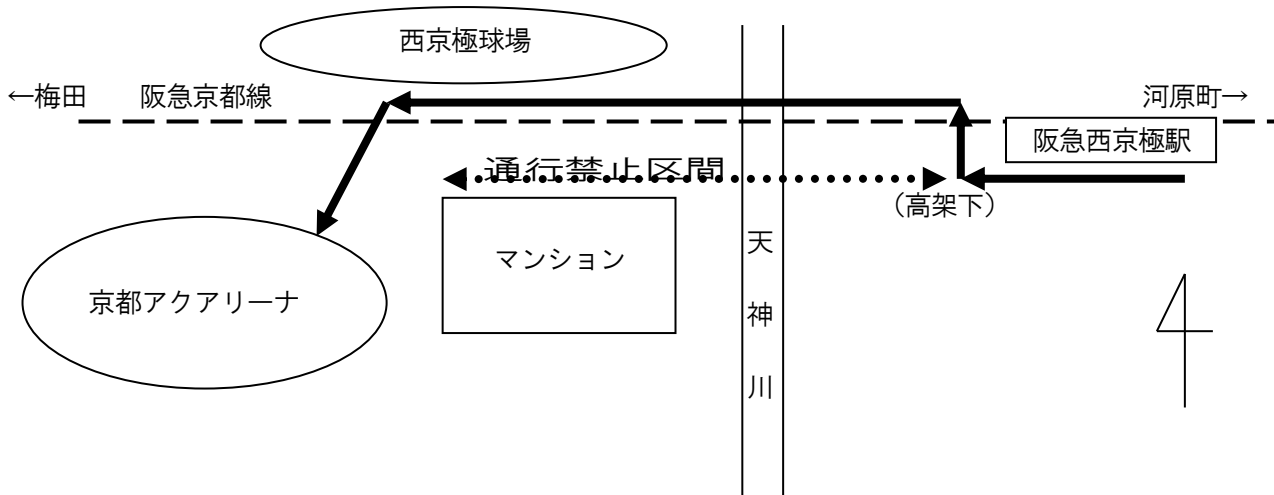 西京極球場
←梅田
阪急京都線
河原町→
阪急西京極駅
通行禁止区間
（高架下）
マンション
天神川
京都アクアリーナ